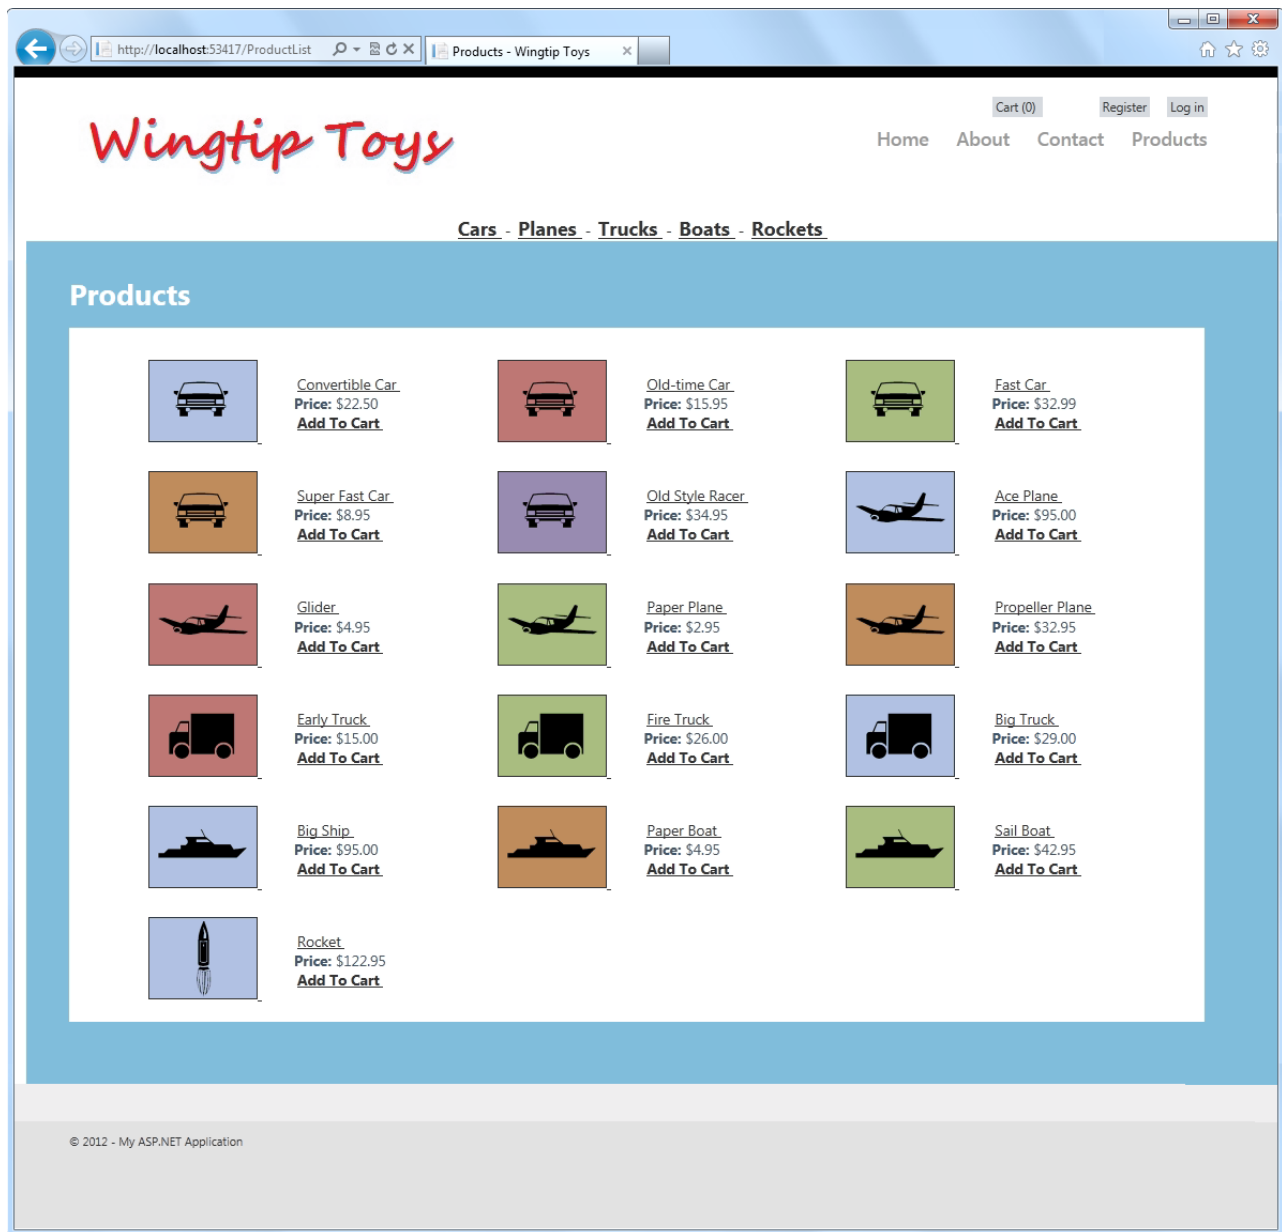 http://localhost:53417/ProductList
Products - Wingtip Toys
Cart (0) Register Log in
Wingtip Toys
Home About Contact Products
Cars - Planes - Trucks - Boats - Rockets
Products
Convertible Car
Price: $22.50
Add To Cart
Old-time Car
Price: $15.95
Add To Cart
Fast Car
Price: $32.99
Add To Cart
Super Fast Car
Price: $8.95
Add To Cart
Old Style Racer
Price: $34.95
Add To Cart
Ace Plane
Price: $95.00
Add To Cart
Glider
Price: $4.95
Add To Cart
Paper Plane
Price: $2.95
Add To Cart
Propeller Plane
Price: $32.95
Add To Cart
Early Truck
Price: $15.00
Add To Cart
Fire Truck
Price: $26.00
Add To Cart
Big Truck
Price: $29.00
Add To Cart
Big Ship
Price: $95.00
Add To Cart
Paper Boat
Price: $4.95
Add To Cart
Sail Boat
Price: $42.95
Add To Cart
Rocket
Price: $122.95
Add To Cart
© 2012 - My ASP.NET Application